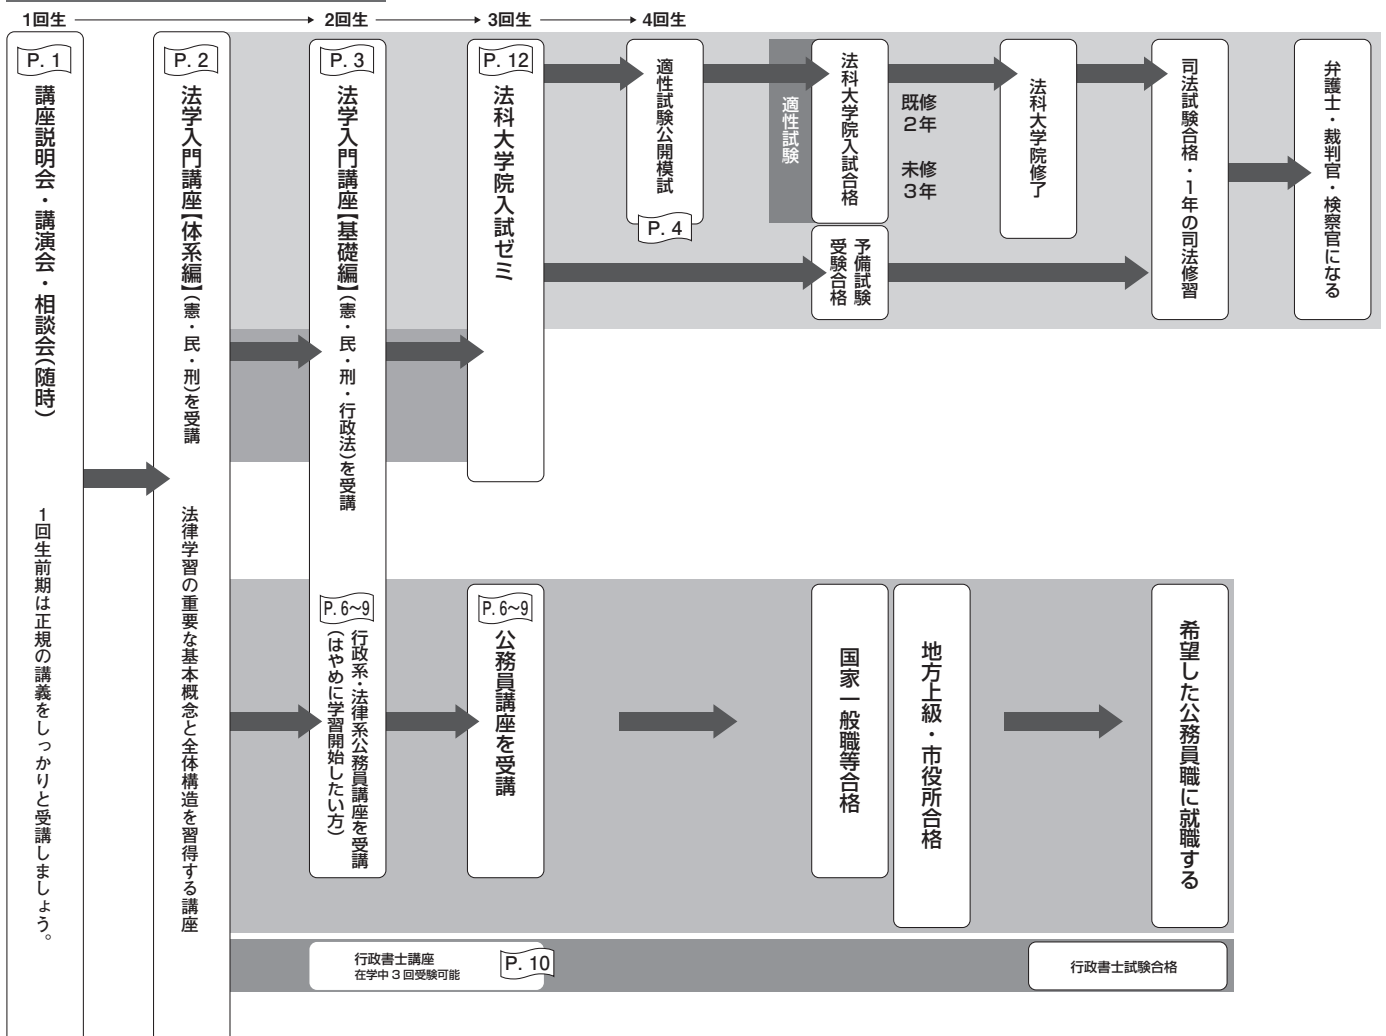 1回生
2回生
3回生
4回生
P. 1
講座説明会・講演会・相談会(随時)
1回生前期は正規の講義をしっかりと受講しましょう。
P. 2
法学入門講座【体系編】(憲・民・刑)を受講
法律学習の重要な基本概念と全体構造を習得する講座
P. 3
法学入門講座【基礎編】(憲・民・刑・行政法)を受講
P. 12
法科大学院入試ゼミ
適性試験公開模試
P. 4
適性試験
法科大学院入試合格
既修
2年
未修
3年
法科大学院修了
司法試験合格・1年の司法修習
弁護士・裁判官・検察官になる
予備試験
受験合格
P. 6〜9
行政系・法律系公務員講座を受講
(はやめに学習開始したい方)
P. 6〜9
公務員講座を受講
国家一般職等合格
地方上級・市役所合格
希望した公務員職に就職する
行政書士講座
在学中3回受験可能
P. 10
行政書士試験合格